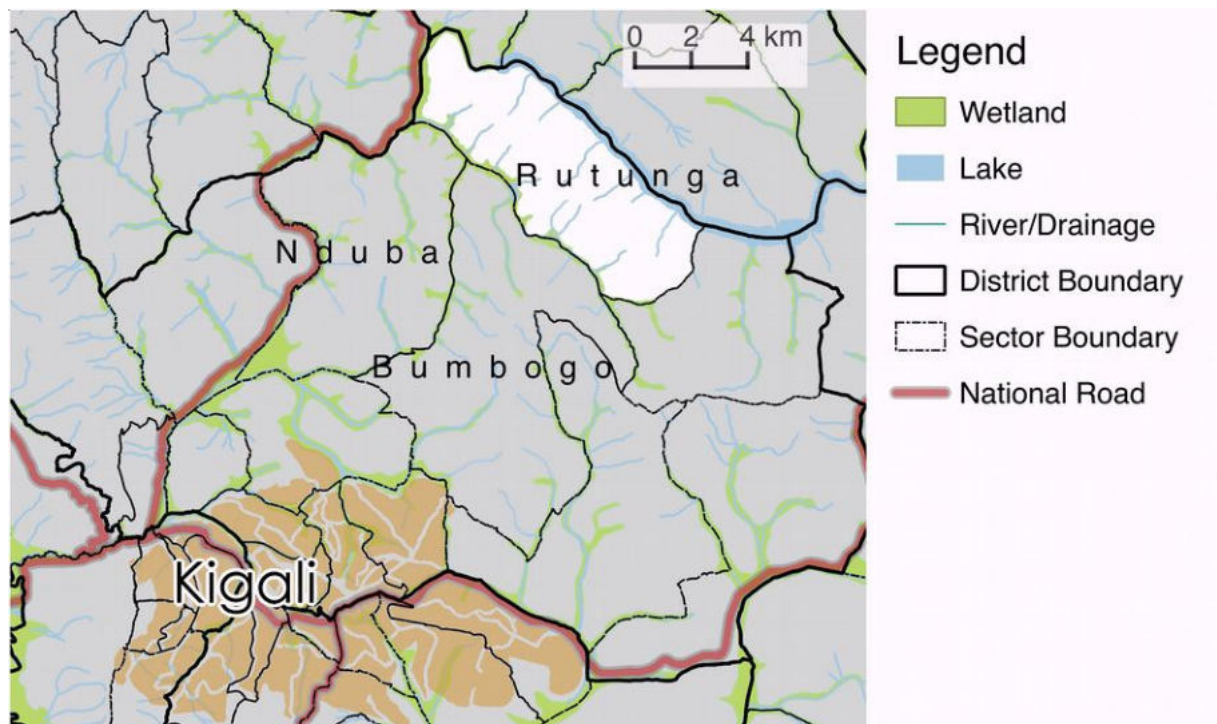 0 2 4 km
Rutunga
Nduba
Bumbogo
Kigali
Legend
Wetland
Lake
River/Drainage
District Boundary
Sector Boundary
National Road